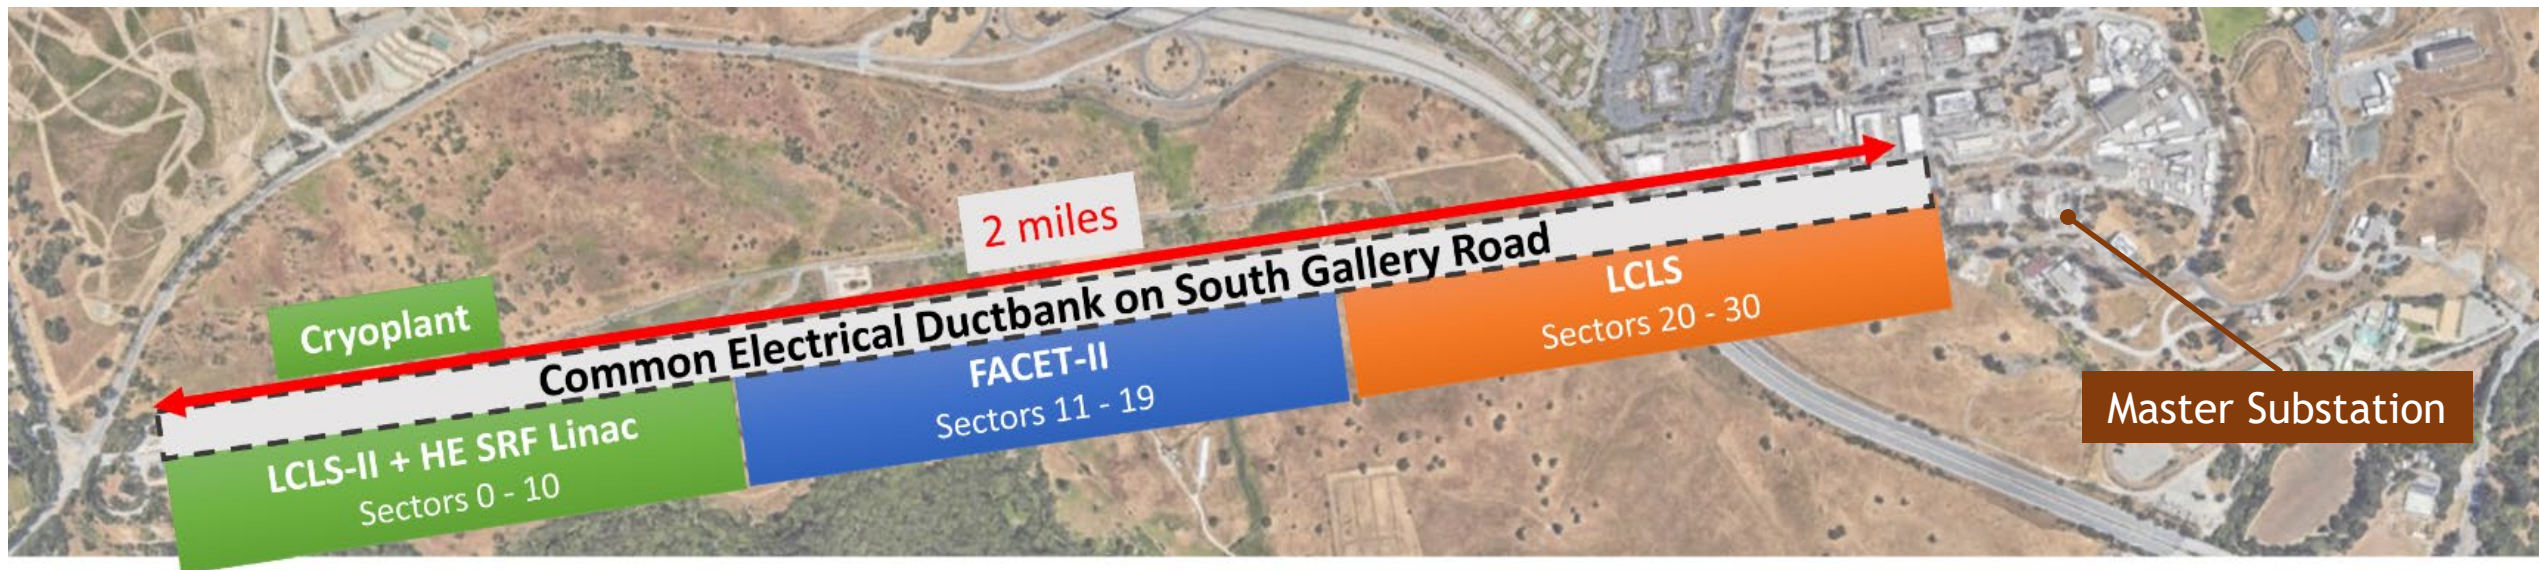 2 miles
Cryoplant
Common Electrical Ductbank on South Gallery Road
LCLS-II + HE SRF Linac
Sectors 0 - 10
FACET-II
Sectors 11 - 19
LCLS
Sectors 20 - 30
Master Substation